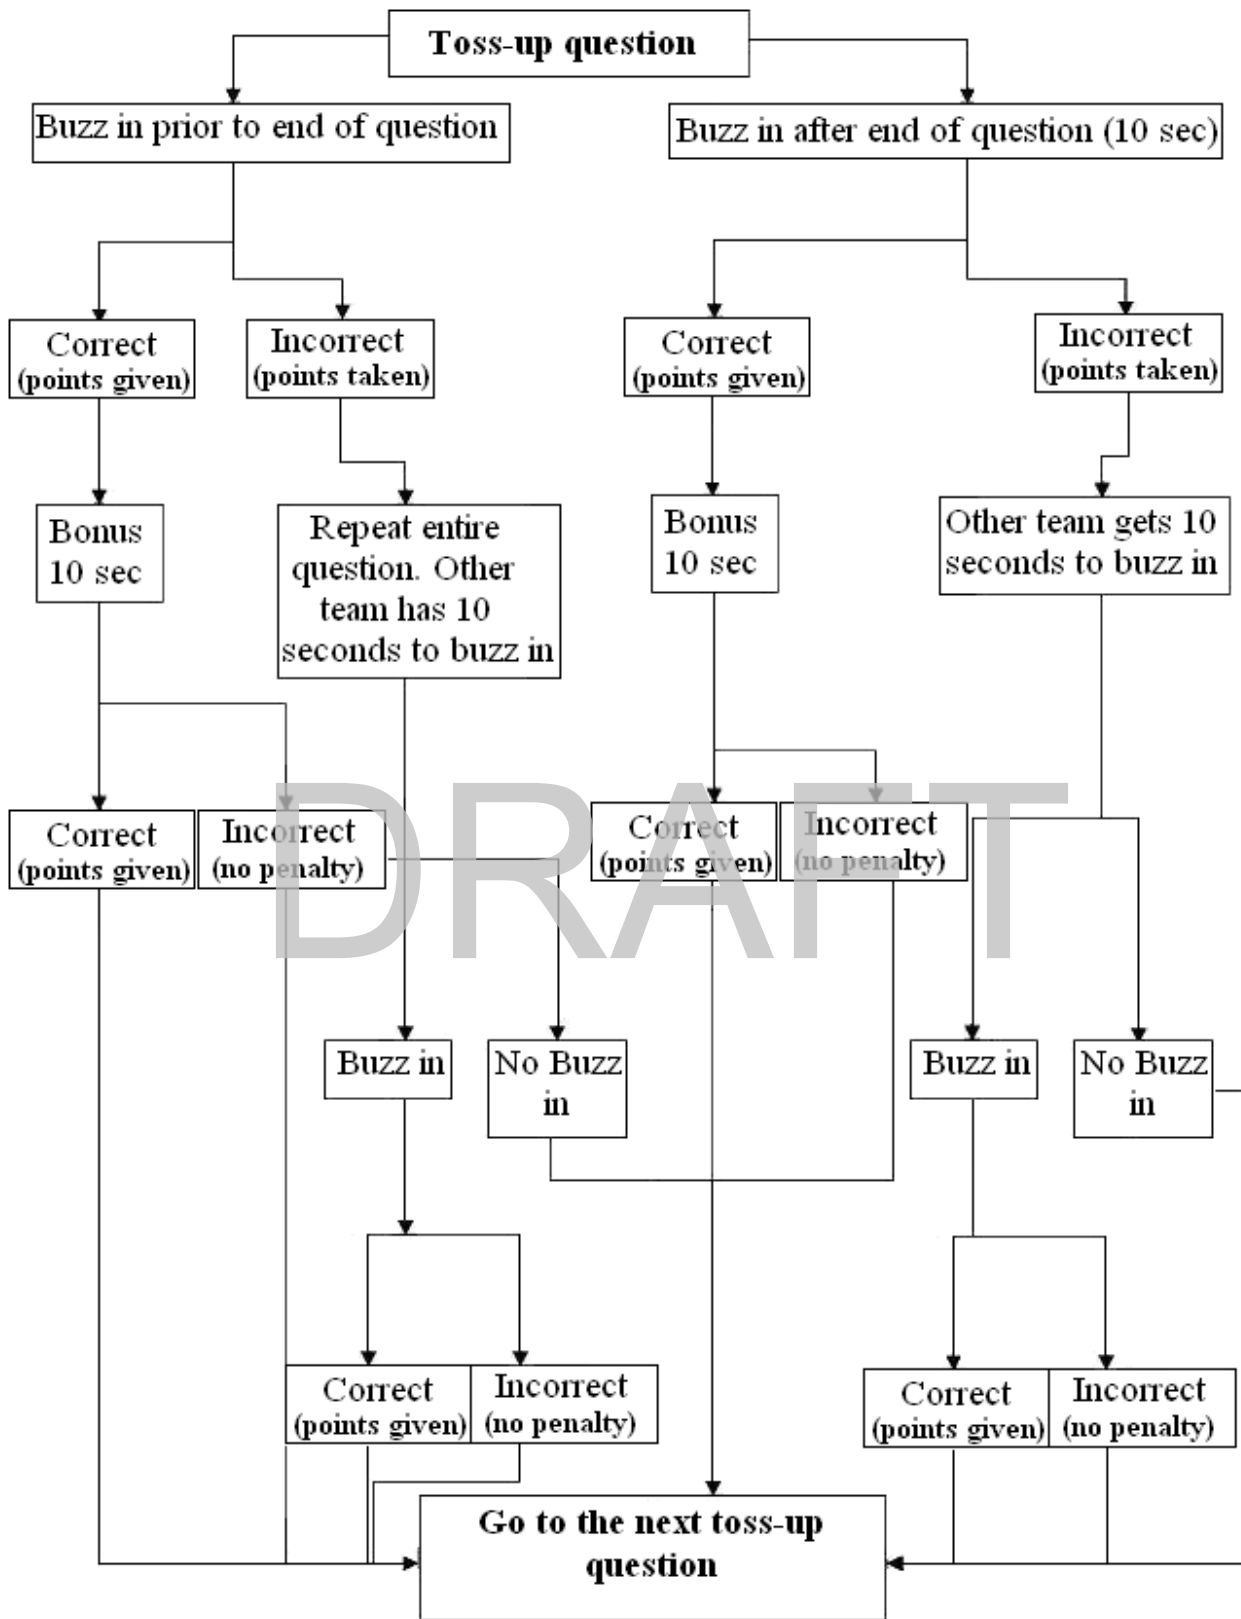 Toss-up question
Buzz in prior to end of question
Buzz in after end of question (10 sec)
Correct
(points given)
Incorrect
(points taken)
Correct
(points given)
Incorrect
(points taken)
Bonus
10 sec
Repeat entire
question. Other
team has 10
seconds to buzz in
Bonus
10 sec
Other team gets 10
seconds to buzz in
DRAFT
Correct
(points given)
Incorrect
(no penalty)
Correct
(points given)
Incorrect
(no penalty)
Buzz in
No Buzz
in
Buzz in
No Buzz
in
Correct
(points given)
Incorrect
(no penalty)
Correct
(points given)
Incorrect
(no penalty)
Go to the next toss-up
question